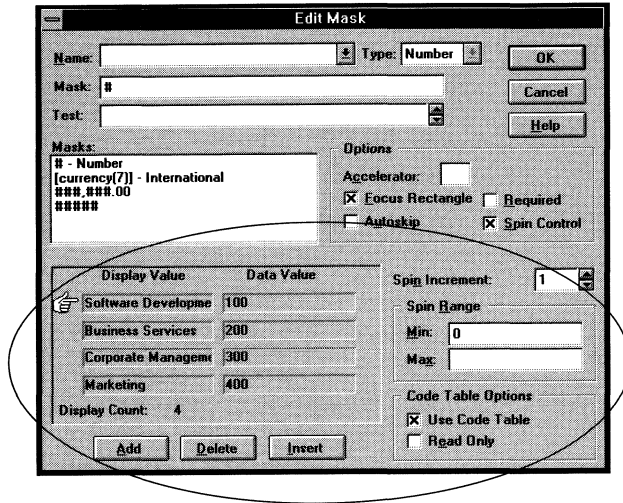 Edit Mask
Name:
Type: Number
OK
Mask: #
Cancel
Test:
Help
Masks:
# - Number
[currency(7)] - International
###,###.00
#####
Options
Accelerator:
Focus Rectangle
Required
Autoskip
Spin Control
Display Value Data Value
Software Developme 100
Business Services 200
Corporate Manageme 300
Marketing 400
Display Count: 4
Add Delete Insert
Spin Increment: 1
Spin Range
Min: 0
Max:
Code Table Options
Use Code Table
Read Only